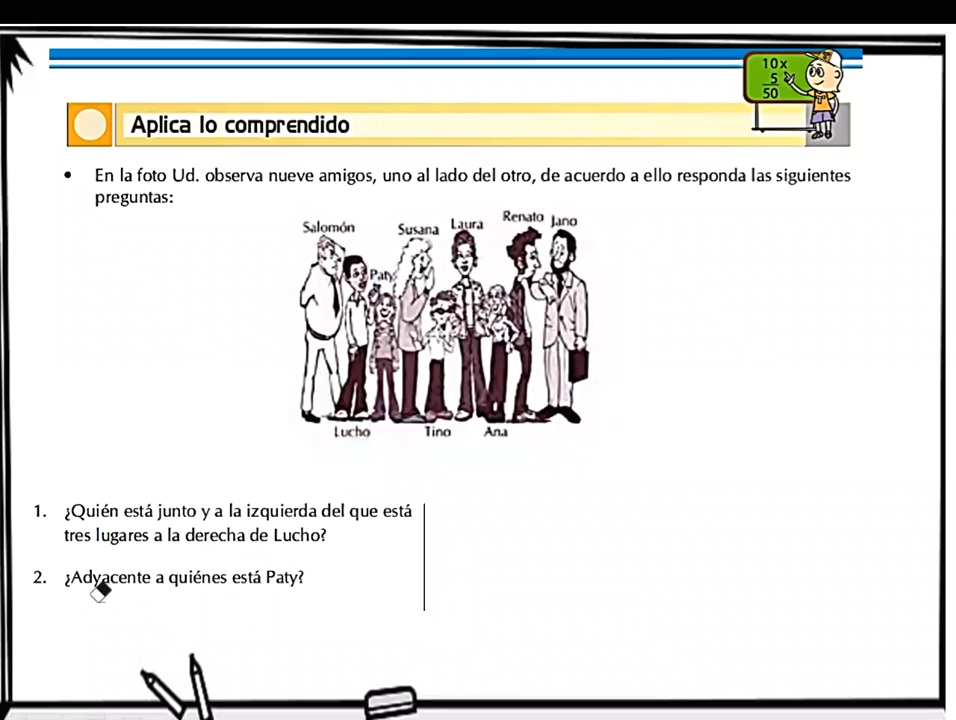 10x
5
50
Aplica lo comprendido
• En la foto Ud. observa nueve amigos, uno al lado del otro, de acuerdo a ello responda las siguientes
preguntas:
Salomón Susana Laura Renato Jano
Paty
Lucho Tino Ana
1. ¿Quién está junto y a la izquierda del que está
tres lugares a la derecha de Lucho?
2. ¿Adyacente a quiénes está Paty?